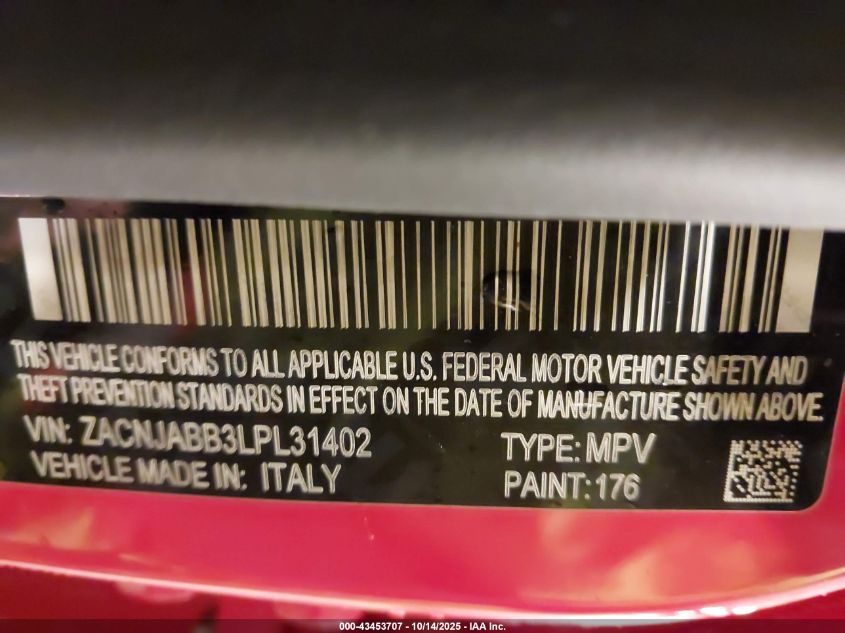 THIS VEHICLE CONFORMS TO ALL APPLICABLE U.S. FEDERAL MOTOR VEHICLE SAFETY AND
THEFT PREVENTION STANDARDS IN EFFECT ON THE DATE OF MANUFACTURE SHOWN ABOVE.
VIN: ZACNJABB3LPL31402 TYPE: MPV
VEHICLE MADE IN: ITALY PAINT: 176
000-43453707 - 10/14/2025 - IAA Inc.